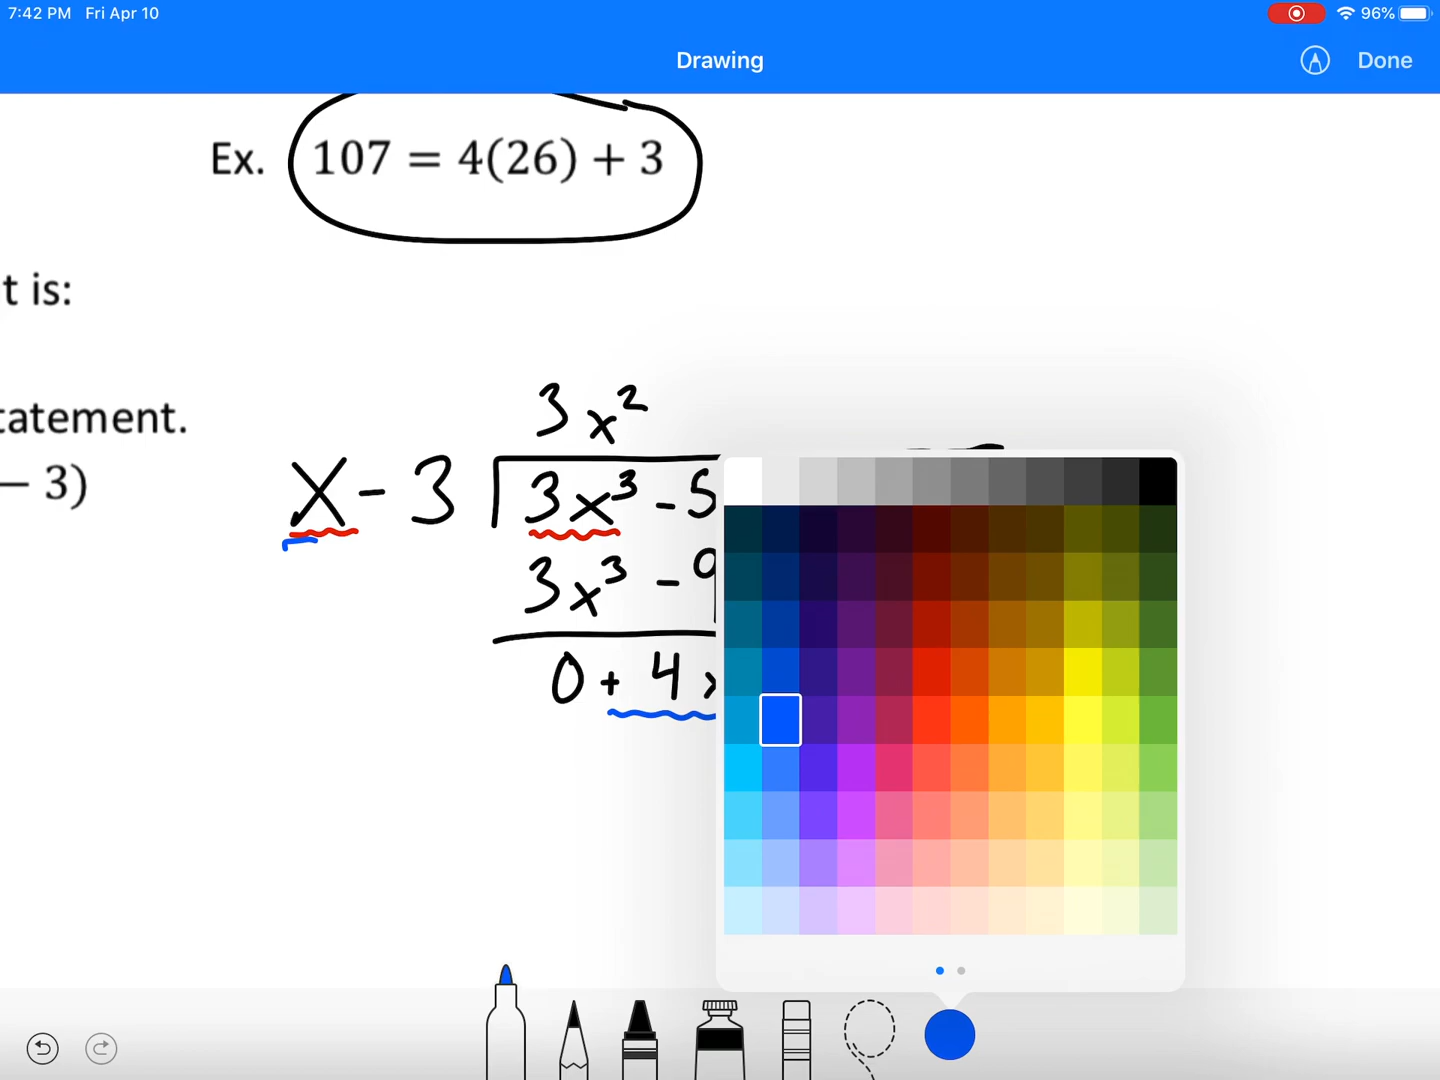 7:42 PM Fri Apr 10 96%
Drawing Done
Ex. 107 = 4(26) + 3
t is:
3x²
tatement.
x - 3 3x³ - 5
- 3)
3x³ - 9
0 + 4x